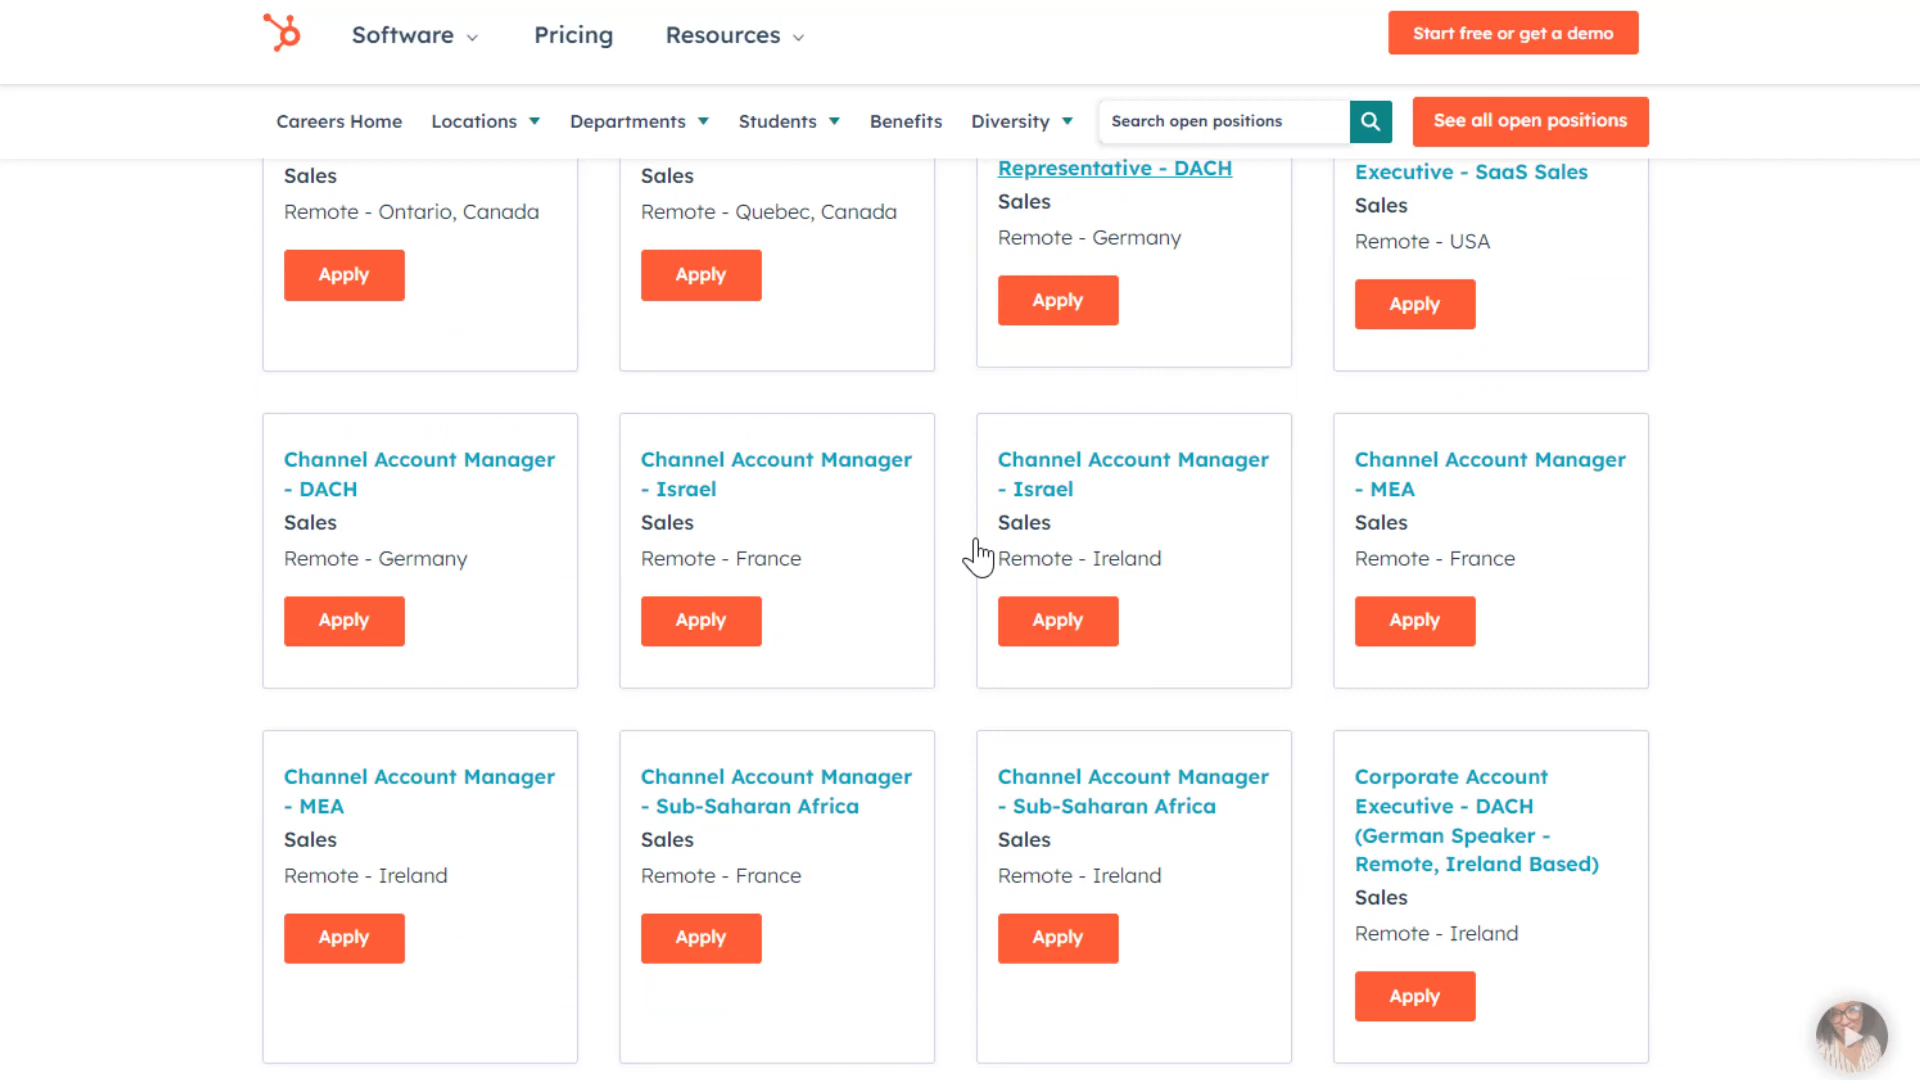 Software
Pricing
Resources
Start free or get a demo
Careers Home
Locations
Departments
Students
Benefits
Diversity
Search open positions
See all open positions
Sales
Remote - Ontario, Canada
Apply
Sales
Remote - Quebec, Canada
Apply
Representative - DACH
Sales
Remote - Germany
Apply
Executive - SaaS Sales
Sales
Remote - USA
Apply
Channel Account Manager
- DACH
Sales
Remote - Germany
Apply
Channel Account Manager
- Israel
Sales
Remote - France
Apply
Channel Account Manager
- Israel
Sales
Remote - Ireland
Apply
Channel Account Manager
- MEA
Sales
Remote - France
Apply
Channel Account Manager
- MEA
Sales
Remote - Ireland
Apply
Channel Account Manager
- Sub-Saharan Africa
Sales
Remote - France
Apply
Channel Account Manager
- Sub-Saharan Africa
Sales
Remote - Ireland
Apply
Corporate Account
Executive - DACH
(German Speaker -
Remote, Ireland Based)
Sales
Remote - Ireland
Apply